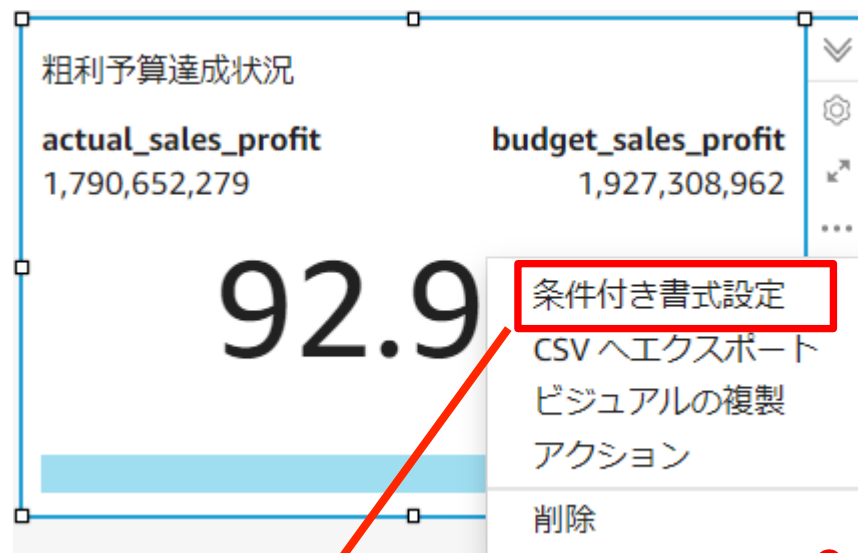 粗利予算達成状況
actual_sales_profit budget_sales_profit
1,790,652,279 1,927,308,962
92.9
条件付き書式設定
CSV へエクスポート
ビジュアルの複製
アクション
削除